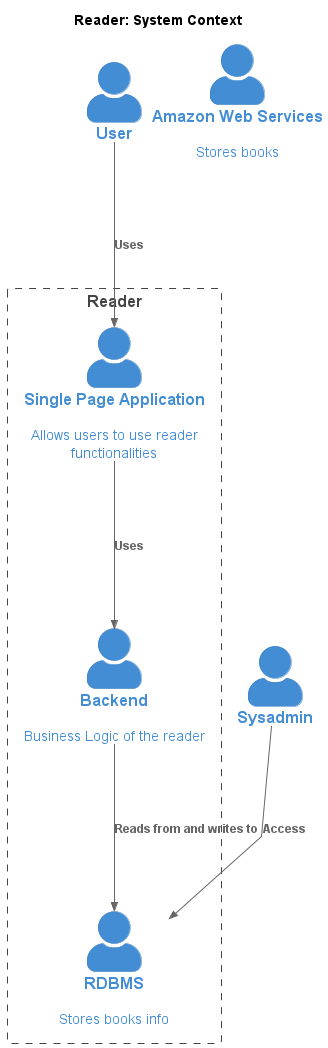 Reader: System Context
User
Amazon Web Services
Stores books
Uses
Reader
Single Page Application
Allows users to use reader
functionalities
Uses
Backend
Business Logic of the reader
Sysadmin
Reads from and writes to
Access
RDBMS
Stores books info